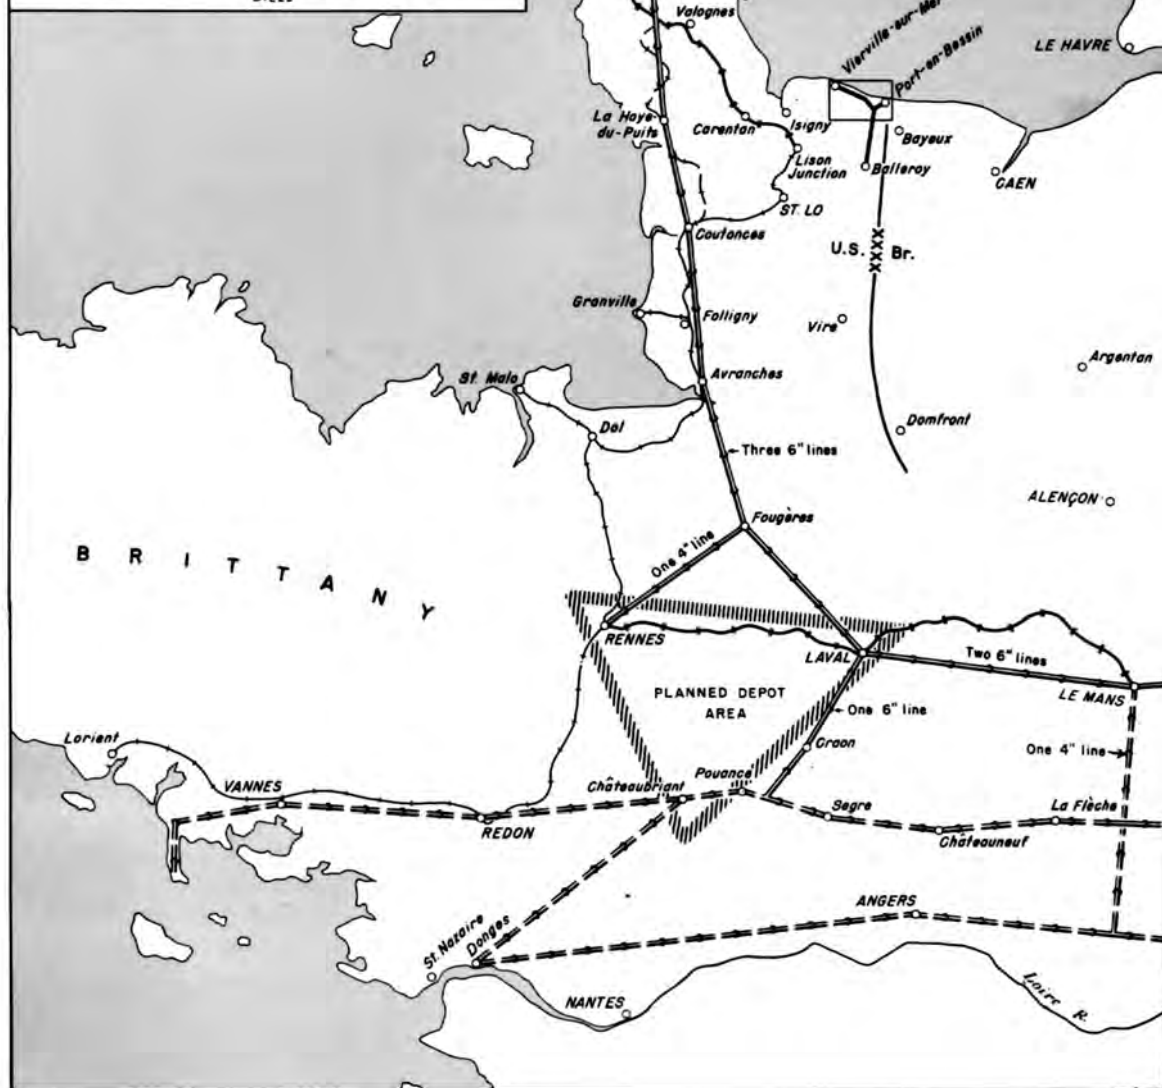 Valognes
Vierville-sur-Mer
Port-en-Bessin
LE HAVRE
La Haye-
du-Puits
Carentan
Isigny
Bayeux
Lison
Junction
Balleroy
CAEN
ST. LO
Coutances
U.S. XXXX Br.
Granville
Folligny
Vire
Argentan
St. Malo
Avranches
Dol
Domfront
Three 6" lines
ALENÇON
Fougères
One 4" line
BRITTANY
RENNES
LAVAL
Two 6" lines
LE MANS
PLANNED DEPOT
AREA
One 6" line
Lorient
Craon
One 4" line
VANNES
Châteaubriant
Pouance
Segre
La Flèche
REDON
Châteauneuf
ANGERS
St. Nazaire
Donges
NANTES
Loire R.